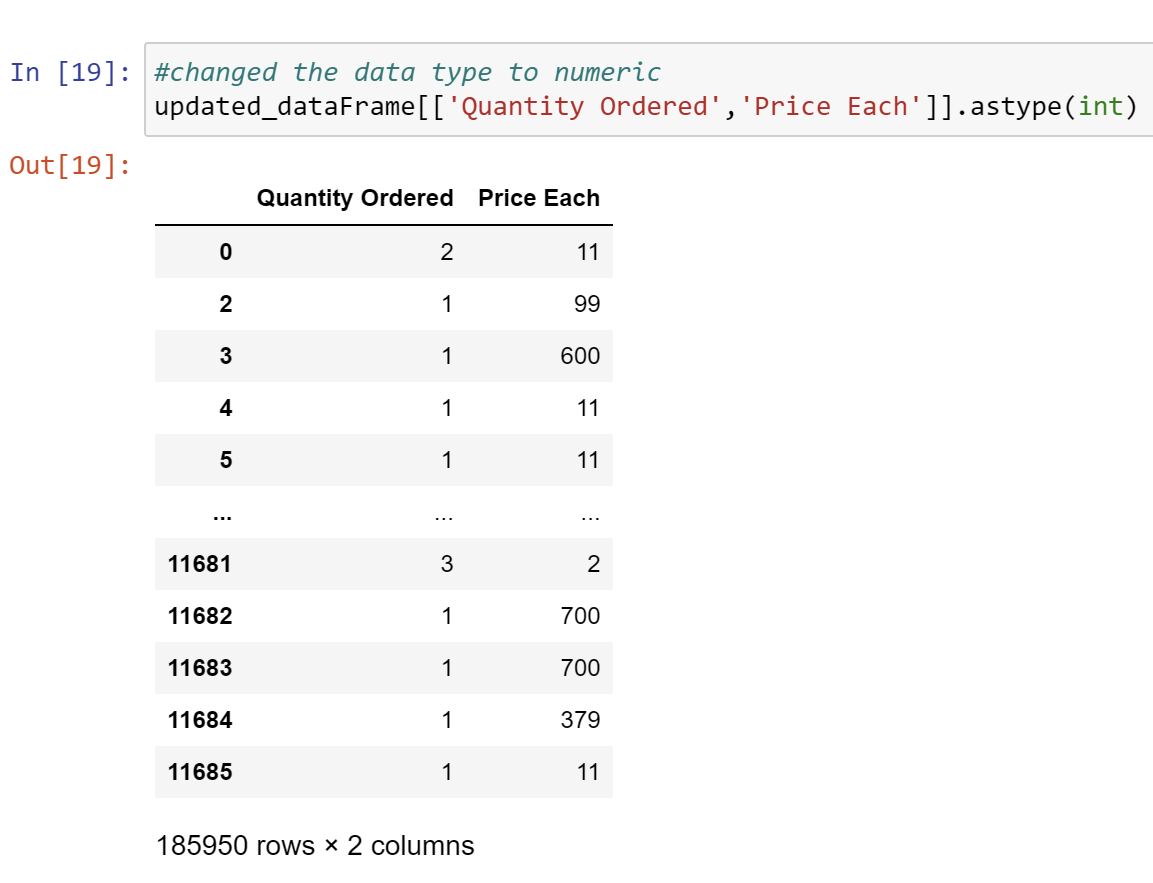 In [19]: #changed the data type to numeric
updated_dataFrame[['Quantity Ordered','Price Each']].astype(int)
Out[19]:
Quantity Ordered Price Each
0 2 11
2 1 99
3 1 600
4 1 11
5 1 11
... ... ...
11681 3 2
11682 1 700
11683 1 700
11684 1 379
11685 1 11
185950 rows × 2 columns